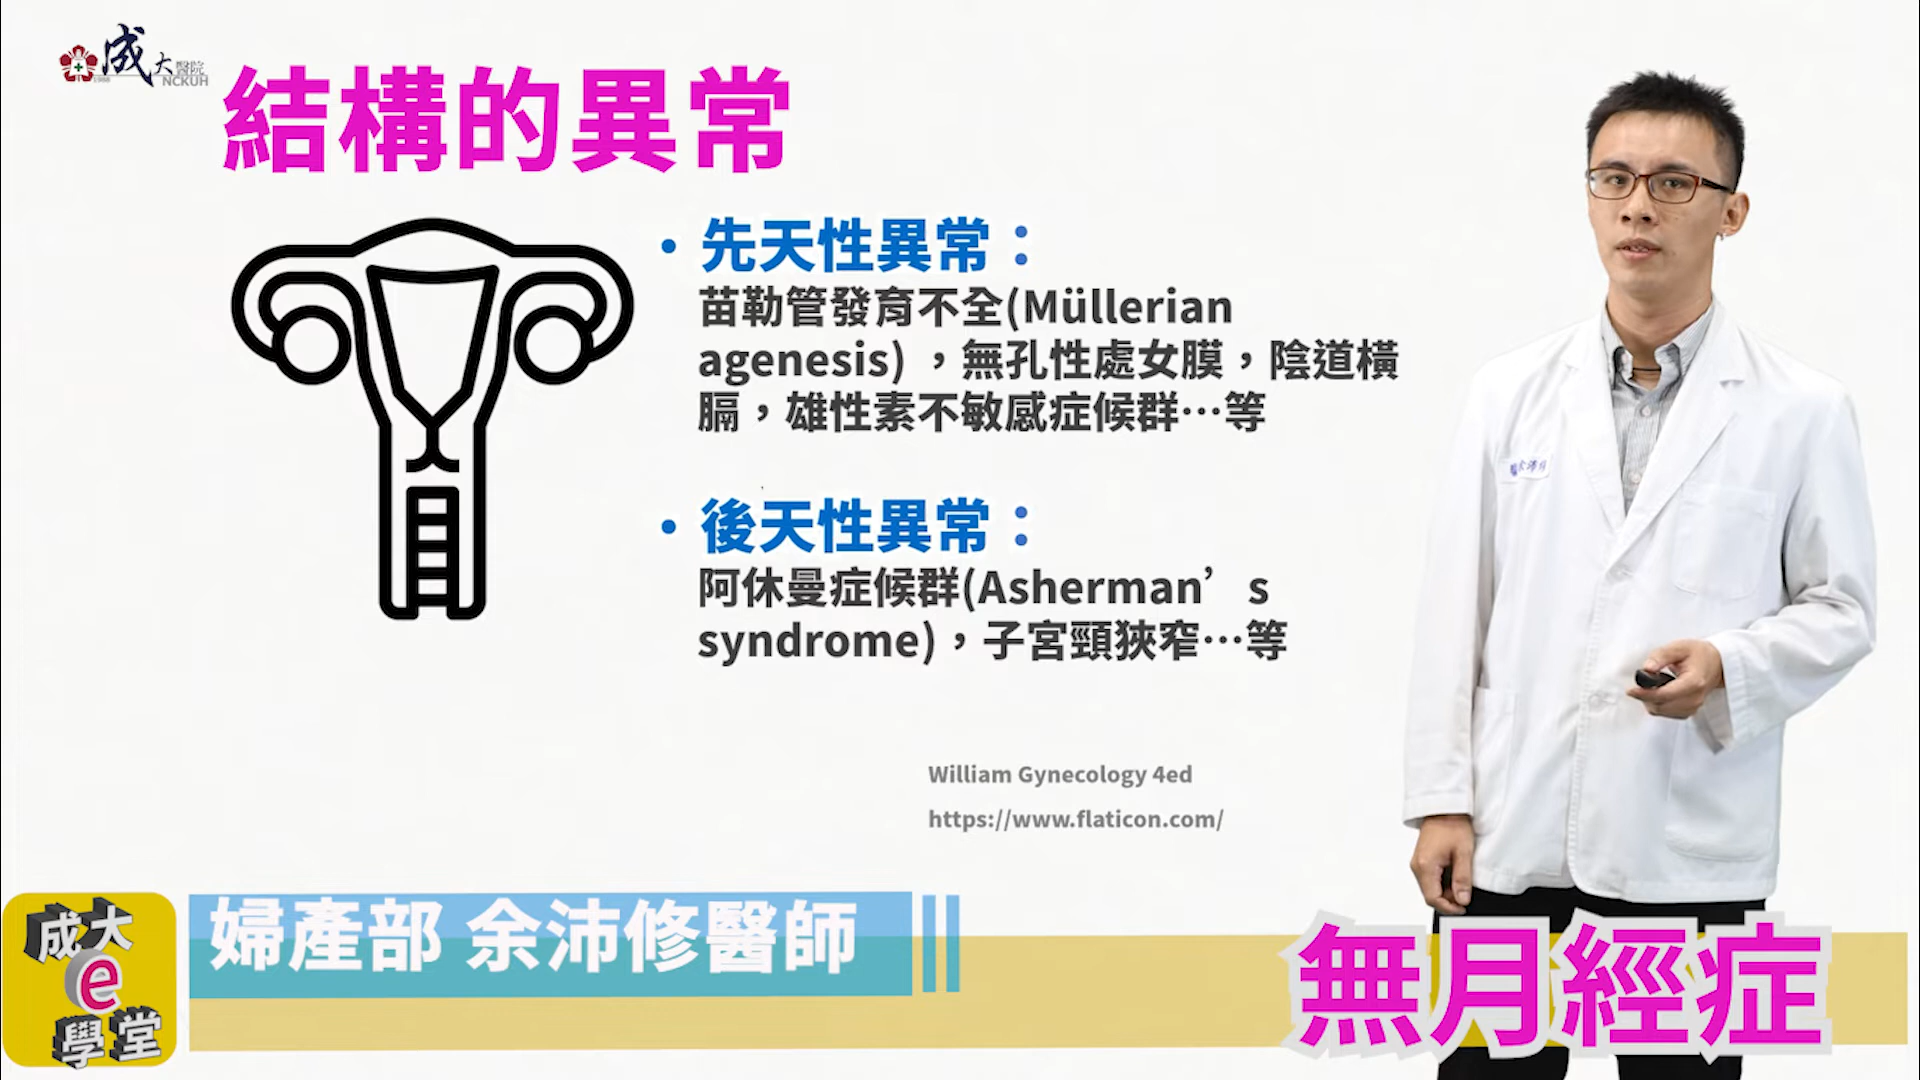 成大醫院
1988
NCKUH
結構的異常
• 先天性異常：
苗勒管發育不全(Müllerian
agenesis) ，無孔性處女膜，陰道橫
膈，雄性素不敏感症候群…等
• 後天性異常：
阿休曼症候群(Asherman’s
syndrome)，子宮頸狹窄…等
William Gynecology 4ed
https://www.flaticon.com/
成大
e
學堂
婦產部 余沛修醫師
無月經症